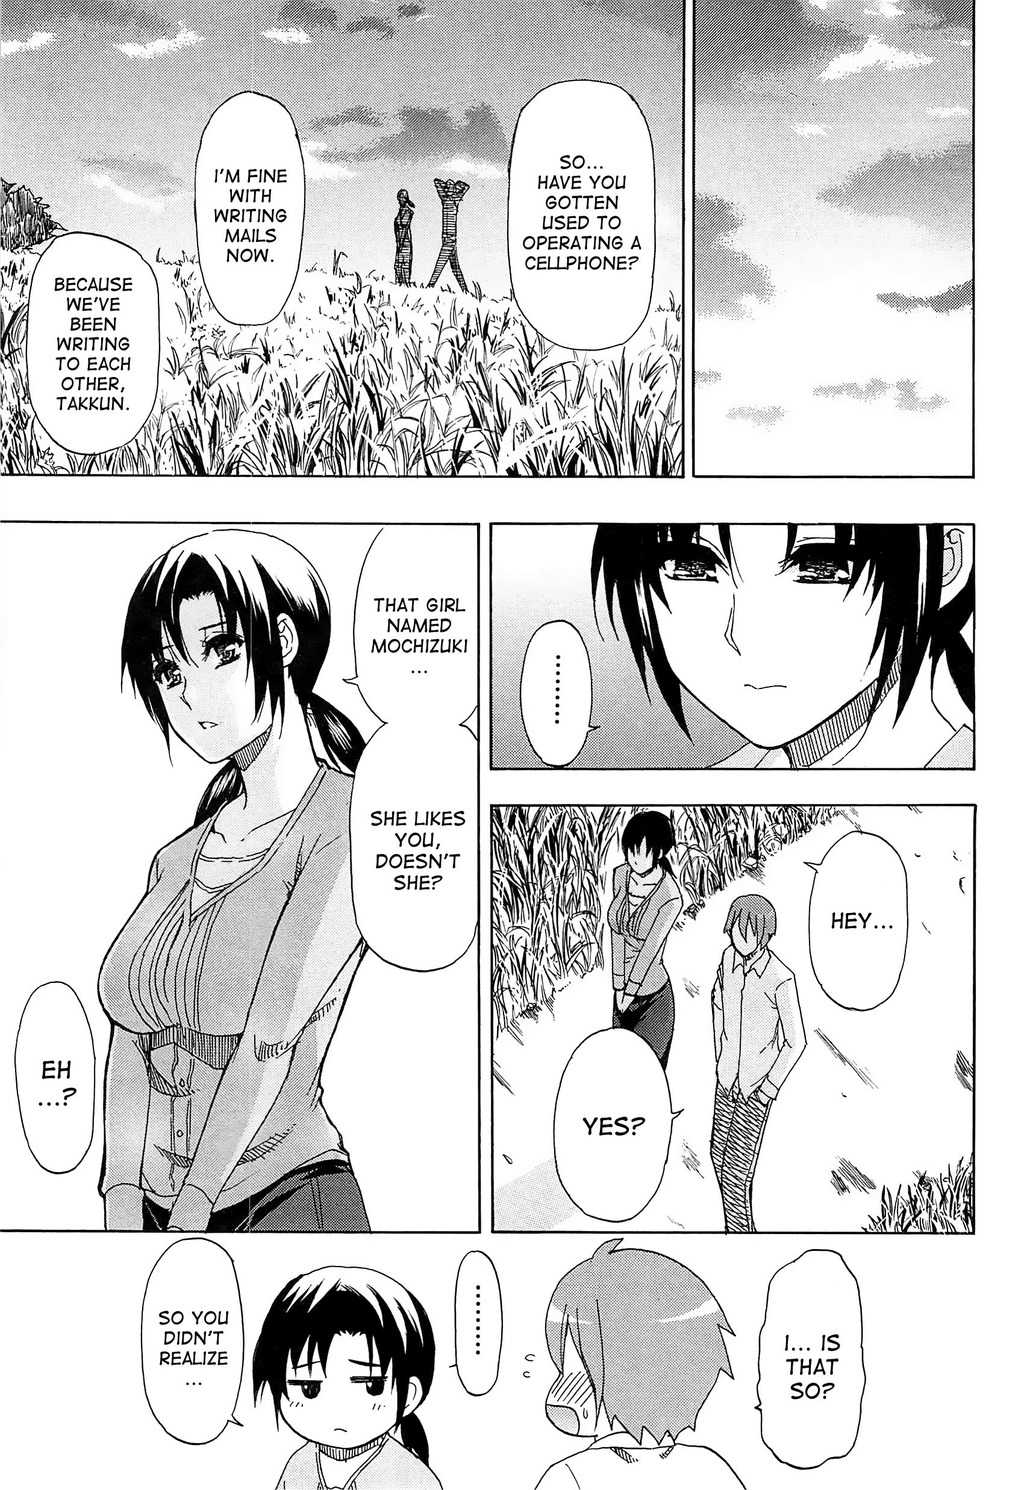 SO...
HAVE YOU
GOTTEN
USED TO
OPERATING A
CELLPHONE?
I'M FINE
WITH
WRITING
MAILS
NOW.
BECAUSE
WE'VE
BEEN
WRITING
TO EACH
OTHER,
TAKKUN.
.........
HEY...
YES?
THAT GIRL
NAMED
MOCHIZUKI
...
SHE LIKES
YOU,
DOESN'T
SHE?
EH
...?
I... IS
THAT
SO?
.........
SO YOU
DIDN'T
REALIZE
...